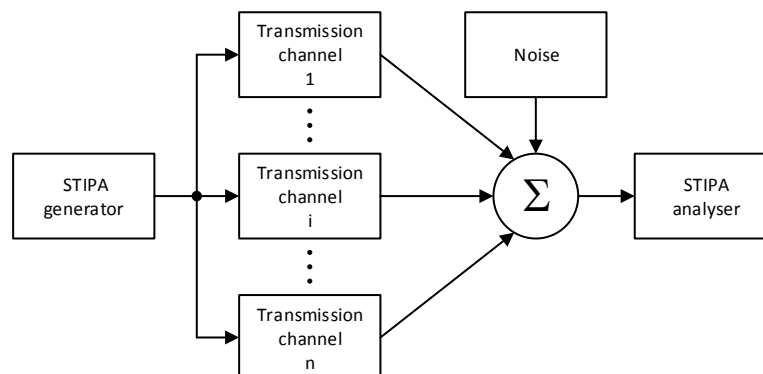 Transmission
channel
1
Noise
STIPA
generator
Transmission
channel
i
Σ
STIPA
analyser
Transmission
channel
n